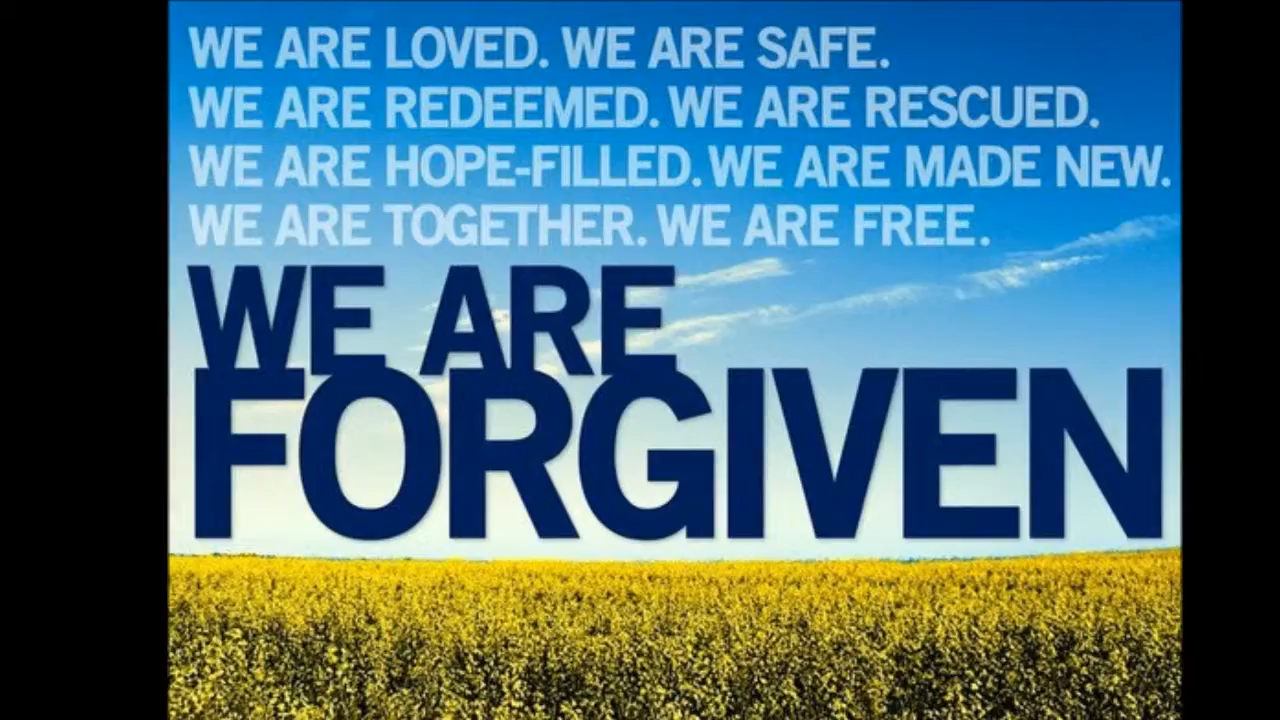 WE ARE LOVED. WE ARE SAFE.
WE ARE REDEEMED. WE ARE RESCUED.
WE ARE HOPE-FILLED. WE ARE MADE NEW.
WE ARE TOGETHER. WE ARE FREE.
WE ARE
FORGIVEN